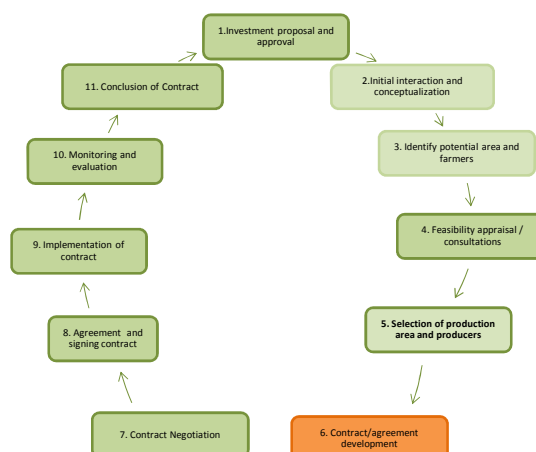 1.Investment proposal and
approval
2.Initial interaction and
conceptualization
3. Identify potential area and
farmers
4. Feasibility appraisal /
consultations
5. Selection of production
area and producers
6. Contract/agreement
development
7. Contract Negotiation
8. Agreement and
signing contract
9. Implementation of
contract
10. Monitoring and
evaluation
11. Conclusion of Contract